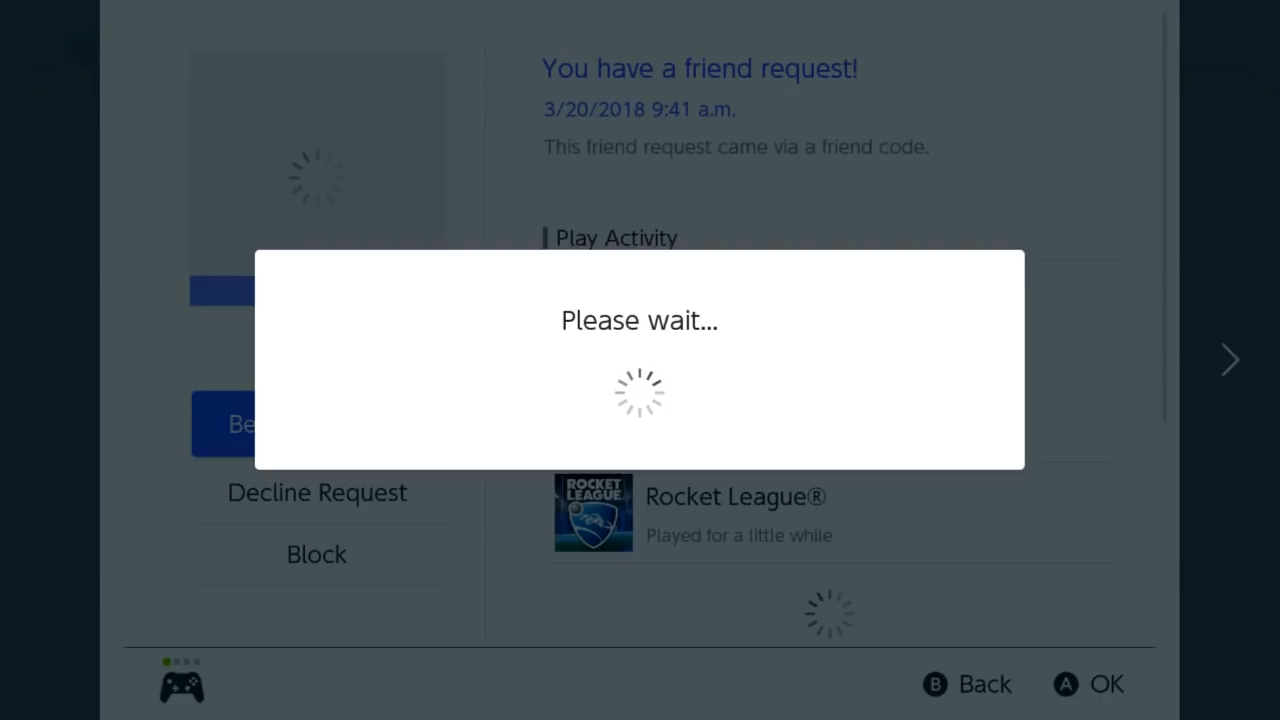 You have a friend request!
3/20/2018 9:41 a.m.
This friend request came via a friend code.
Play Activity
Please wait...
Be
Decline Request
Block
ROCKET
LEAGUE
Rocket League®
Played for a little while
B Back
A OK